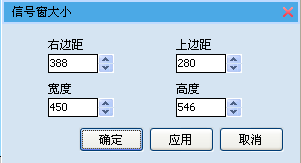 信号窗大小
右边距 上边距
388 280
宽度 高度
450 546
确定 应用 取消